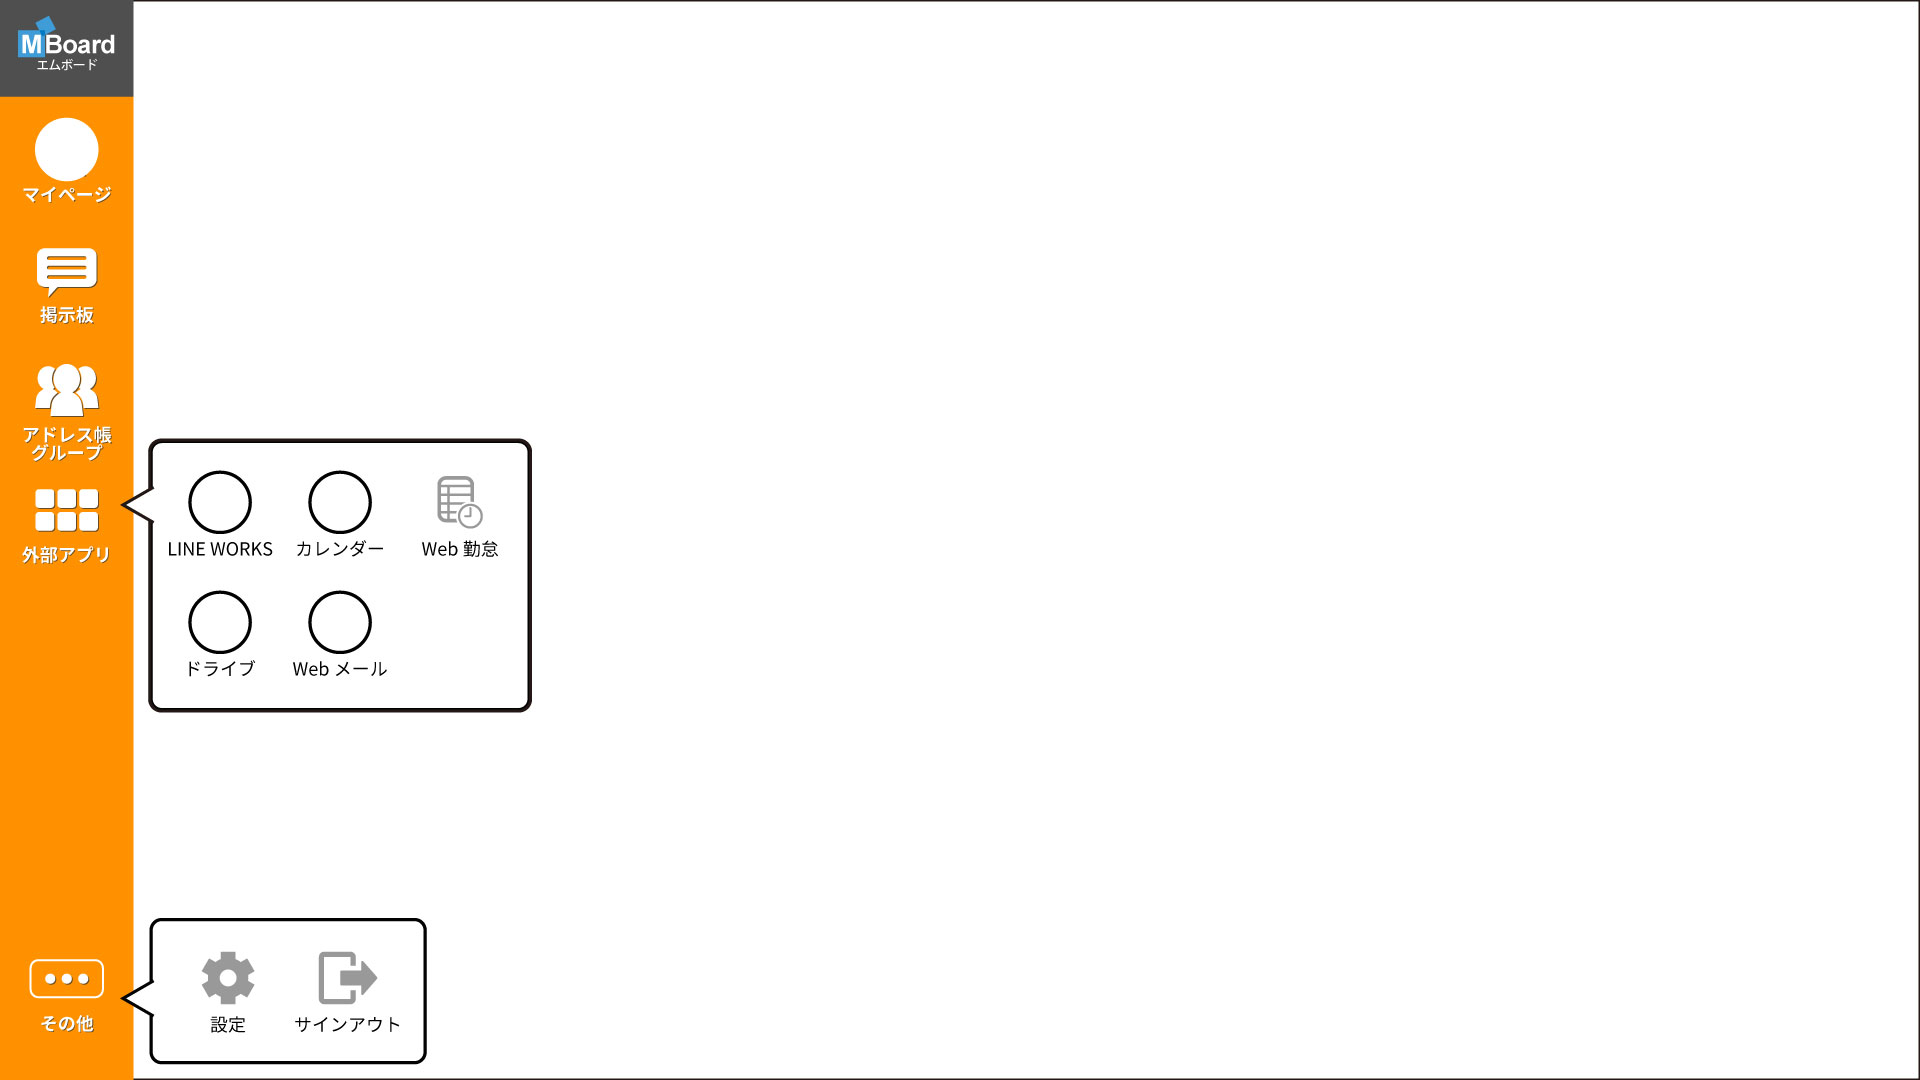 MBoard
エムボード
マイページ
掲示板
アドレス帳
グループ
外部アプリ
LINE WORKS
カレンダー
Web 勤怠
ドライブ
Web メール
その他
設定
サインアウト